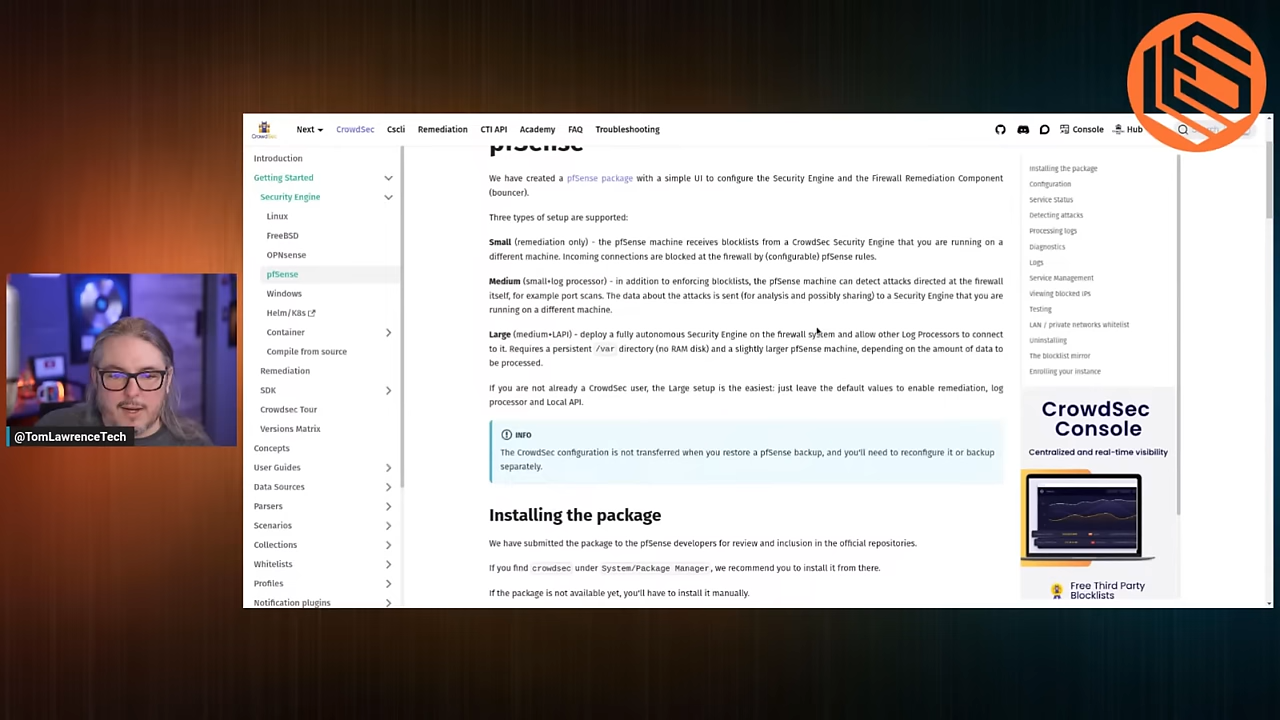 Next
CrowdSec
Cscli
Remediation
CTI API
Academy
FAQ
Troubleshooting
Console
Hub
Introduction
Getting Started
Security Engine
Linux
FreeBSD
OPNsense
pfSense
Windows
Helm/K8s
Container
Compile from source
Remediation
SDK
Crowdsec Tour
Versions Matrix
Concepts
User Guides
Data Sources
Parsers
Scenarios
Collections
Whitelists
Profiles
Notification plugins
pfSense
We have created a pfSense package with a simple UI to configure the Security Engine and the Firewall Remediation Component
(bouncer).
Three types of setup are supported:
Small (remediation only) - the pfSense machine receives blocklists from a CrowdSec Security Engine that you are running on a
different machine. Incoming connections are blocked at the firewall by (configurable) pfSense rules.
Medium (small+log processor) - in addition to enforcing blocklists, the pfSense machine can detect attacks directed at the firewall
itself, for example port scans. The data about the attacks is sent (for analysis and possibly sharing) to a Security Engine that you are
running on a different machine.
Large (medium+LAPI) - deploy a fully autonomous Security Engine on the firewall system and allow other Log Processors to connect
to it. Requires a persistent /var directory (no RAM disk) and a slightly larger pfSense machine, depending on the amount of data to
be processed.
If you are not already a CrowdSec user, the Large setup is the easiest: just leave the default values to enable remediation, log
processor and Local API.
INFO
The CrowdSec configuration is not transferred when you restore a pfSense backup, and you'll need to reconfigure it or backup
separately.
Installing the package
We have submitted the package to the pfSense developers for review and inclusion in the official repositories.
If you find crowdsec under System/Package Manager, we recommend you to install it from there.
If the package is not available yet, you'll have to install it manually.
Installing the package
Configuration
Service Status
Detecting attacks
Processing logs
Diagnostics
Logs
Service Management
Viewing blocked IPs
Testing
LAN / private networks whitelist
Uninstalling
The blocklist mirror
Enrolling your instance
CrowdSec
Console
Centralized and real-time visibility
Free Third Party
Blocklists
@TomLawrenceTech